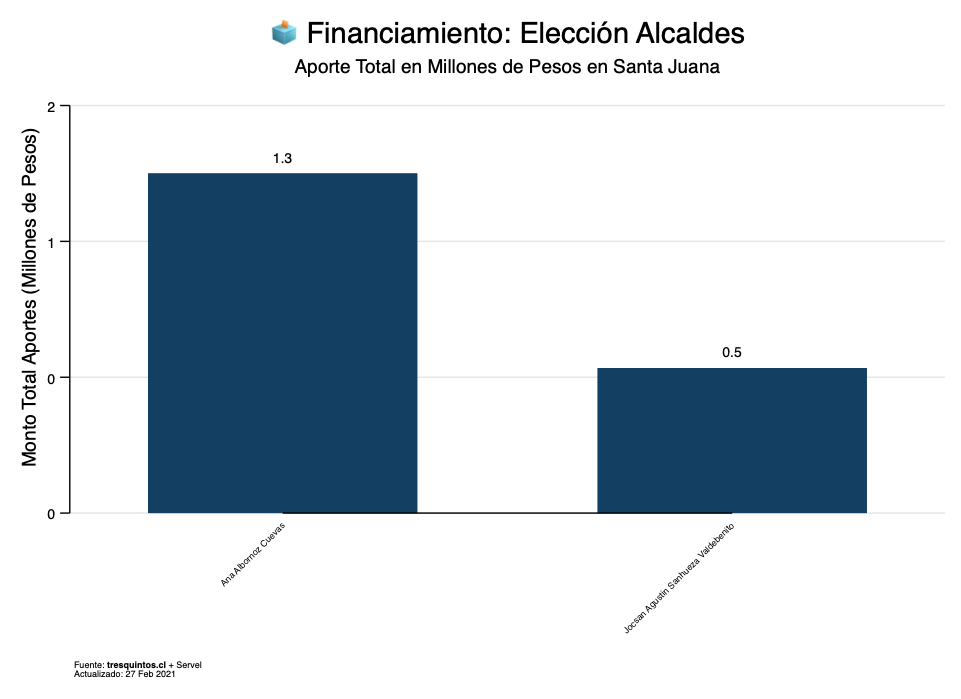 🗳️ Financiamiento: Elección Alcaldes
Aporte Total en Millones de Pesos en Santa Juana
Monto Total Aportes (Millones de Pesos)
2
1
0
0
1.3
0.5
Ana Albornoz Cuevas
Jocsan Agustin Sanhueza Valdebenito
Fuente: tresquintos.cl + Servel
Actualizado: 27 Feb 2021